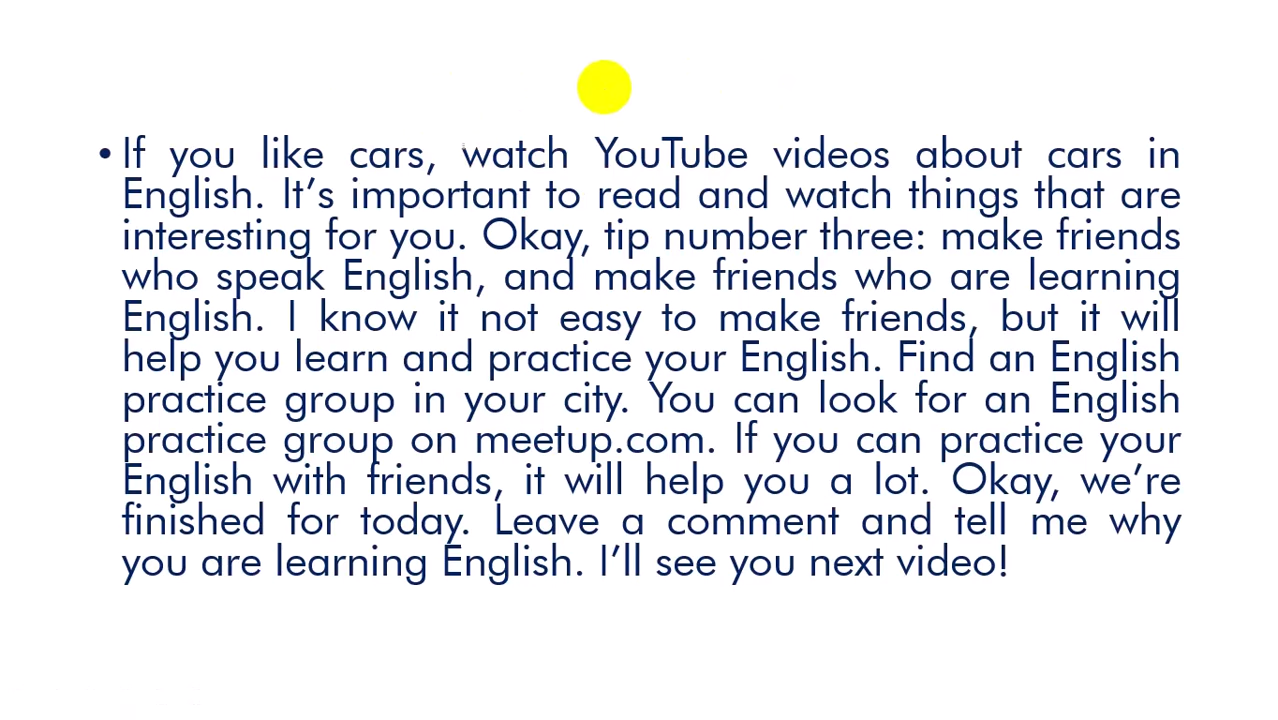 • If you like cars, watch YouTube videos about cars in
English. It’s important to read and watch things that are
interesting for you. Okay, tip number three: make friends
who speak English, and make friends who are learning
English. I know it not easy to make friends, but it will
help you learn and practice your English. Find an English
practice group in your city. You can look for an English
practice group on meetup.com. If you can practice your
English with friends, it will help you a lot. Okay, we’re
finished for today. Leave a comment and tell me why
you are learning English. I’ll see you next video!